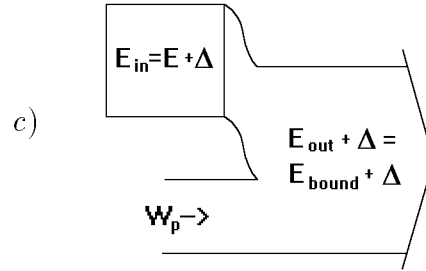 E_in = E + Δ
c)
E_out + Δ =
E_bound + Δ
W_p ->